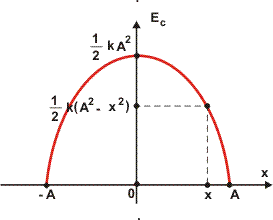 E_c
½ kA²
½ k(A² - x²)
x
-A 0 x A